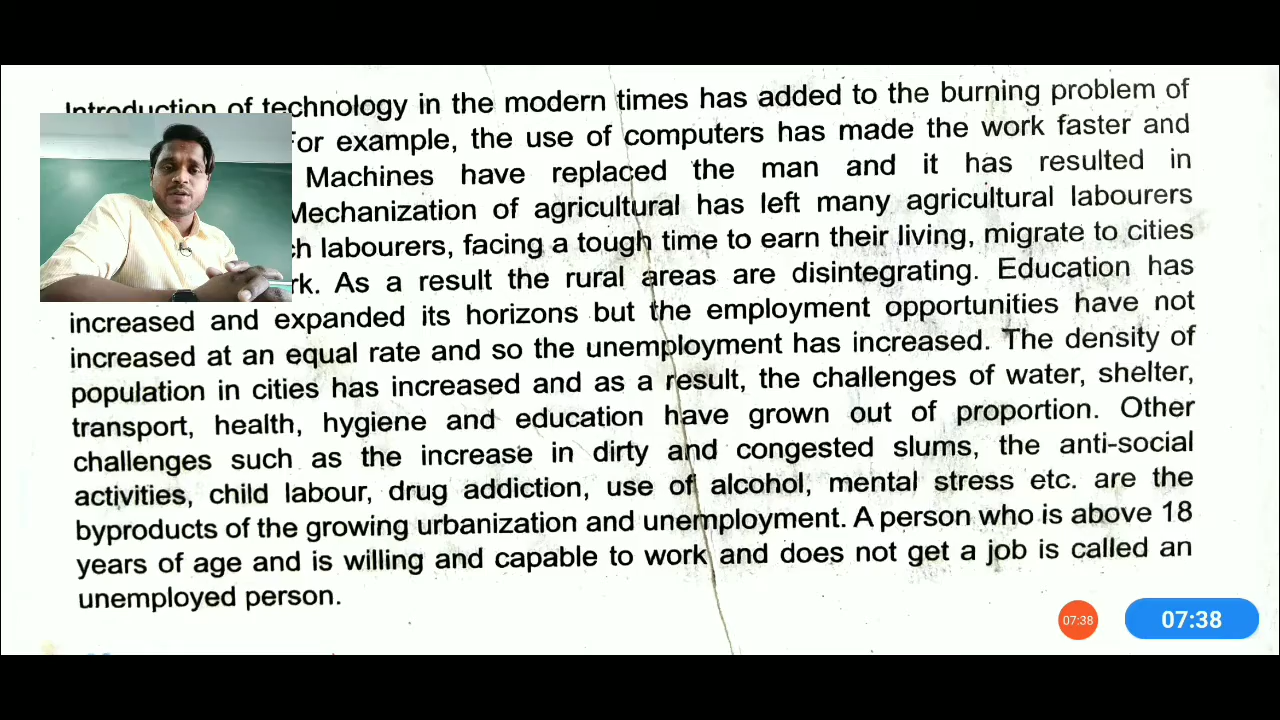 Introduction of technology in the modern times has added to the burning problem of
For example, the use of computers has made the work faster and
Machines have replaced the man and it has resulted in
Mechanization of agricultural has left many agricultural labourers
labourers, facing a tough time to earn their living, migrate to cities
As a result the rural areas are disintegrating. Education has
increased and expanded its horizons but the employment opportunities have not
increased at an equal rate and so the unemployment has increased. The density of
population in cities has increased and as a result, the challenges of water, shelter,
transport, health, hygiene and education have grown out of proportion. Other
challenges such as the increase in dirty and congested slums, the anti-social
activities, child labour, drug addiction, use of alcohol, mental stress etc. are the
byproducts of the growing urbanization and unemployment. A person who is above 18
years of age and is willing and capable to work and does not get a job is called an
unemployed person.
07:38
07:38